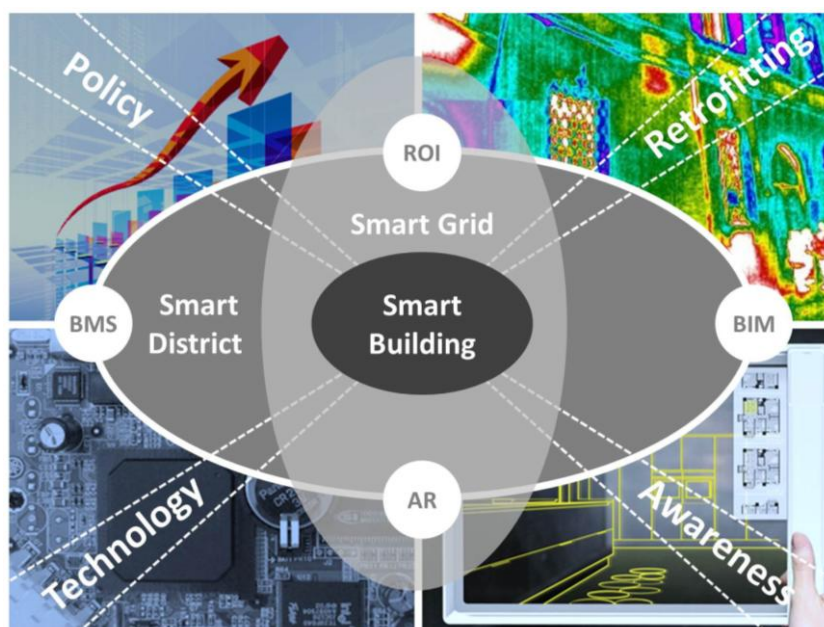 Policy
Retrofitting
ROI
Smart Grid
BMS
Smart
District
Smart
Building
BIM
AR
Technology
Awareness